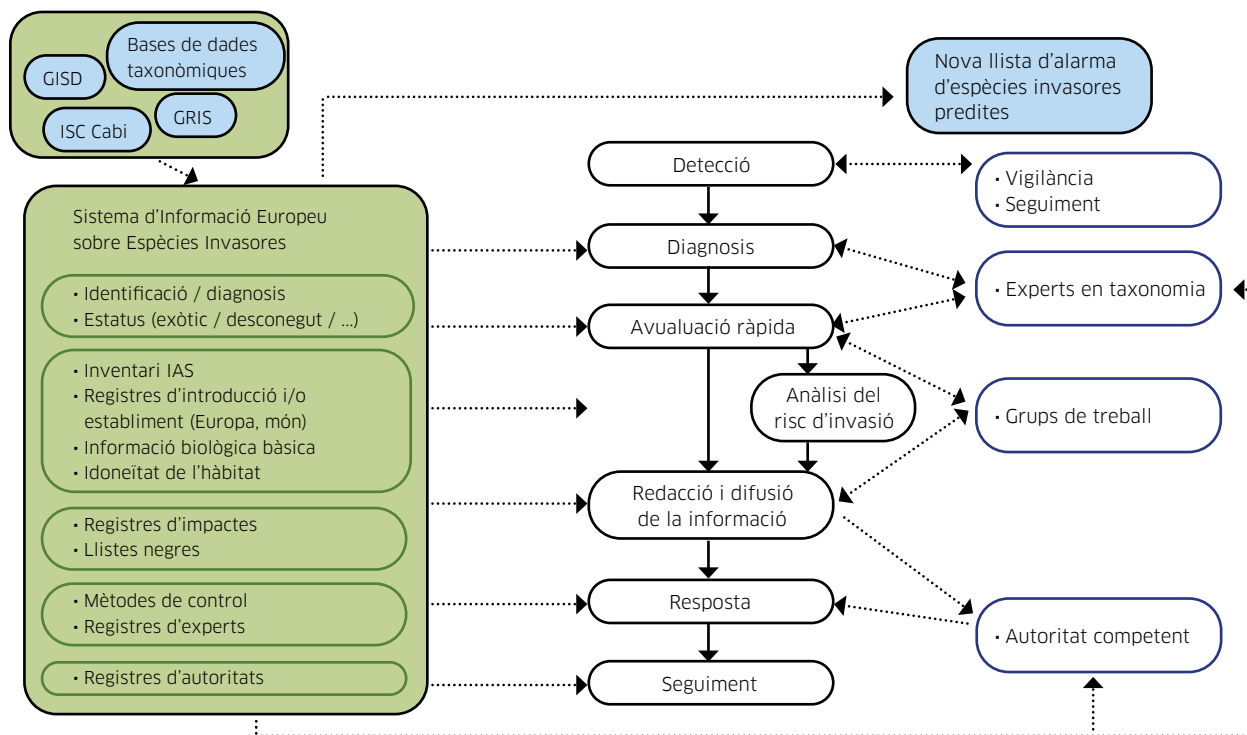 Bases de dades
taxonòmiques
GISD
GRIS
ISC Cabi
Nova llista d'alarma
d'espècies invasores
predites
Sistema d'Informació Europeu
sobre Espècies Invasores
· Identificació / diagnosis
· Estatus (exòtic / desconegut / ...)
· Inventari IAS
· Registres d'introducció i/o
establiment (Europa, món)
· Informació biològica bàsica
· Idoneïtat de l'hàbitat
· Registres d'impactes
· Llistes negres
· Mètodes de control
· Registres d'experts
· Registres d'autoritats
Detecció
Diagnosis
Avualuació ràpida
Anàlisi del
risc d'invasió
Redacció i difusió
de la informació
Resposta
Seguiment
· Vigilància
· Seguiment
· Experts en taxonomia
· Grups de treball
· Autoritat competent